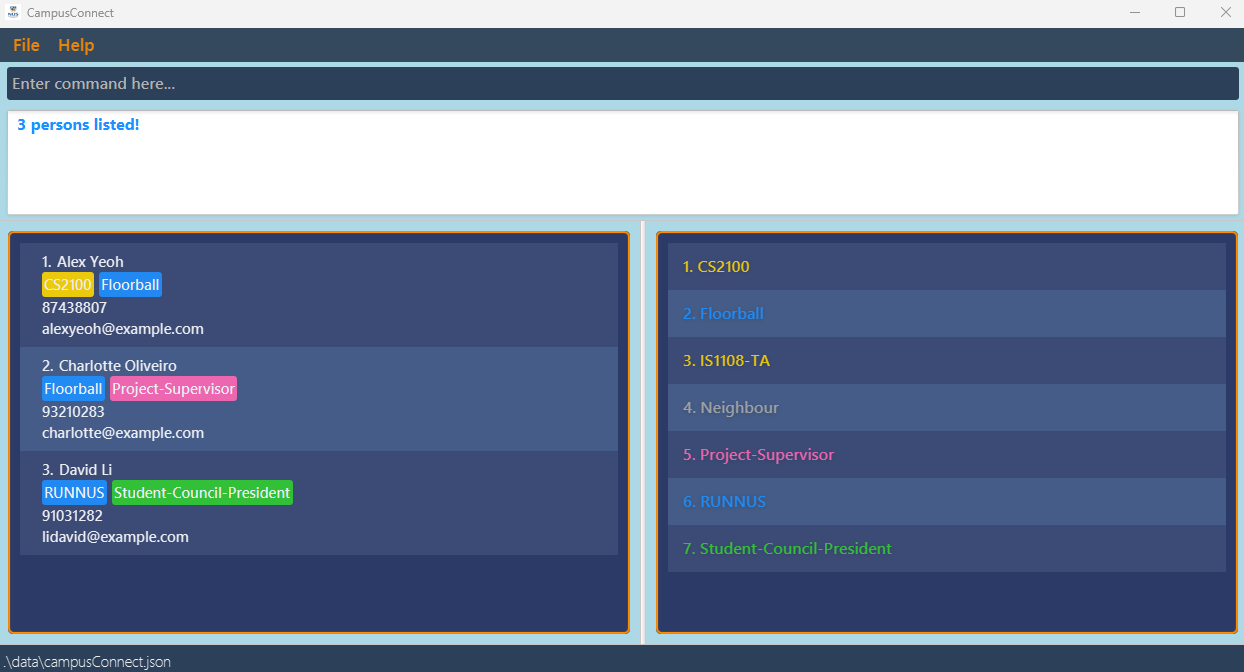 CampusConnect
File Help
Enter command here...
3 persons listed!
1. Alex Yeoh
CS2100 Floorball
87438807
alexyeoh@example.com
2. Charlotte Oliveiro
Floorball Project-Supervisor
93210283
charlotte@example.com
3. David Li
RUNNUS Student-Council-President
91031282
lidavid@example.com
1. CS2100
2. Floorball
3. IS1108-TA
4. Neighbour
5. Project-Supervisor
6. RUNNUS
7. Student-Council-President
.\data\campusConnect.json